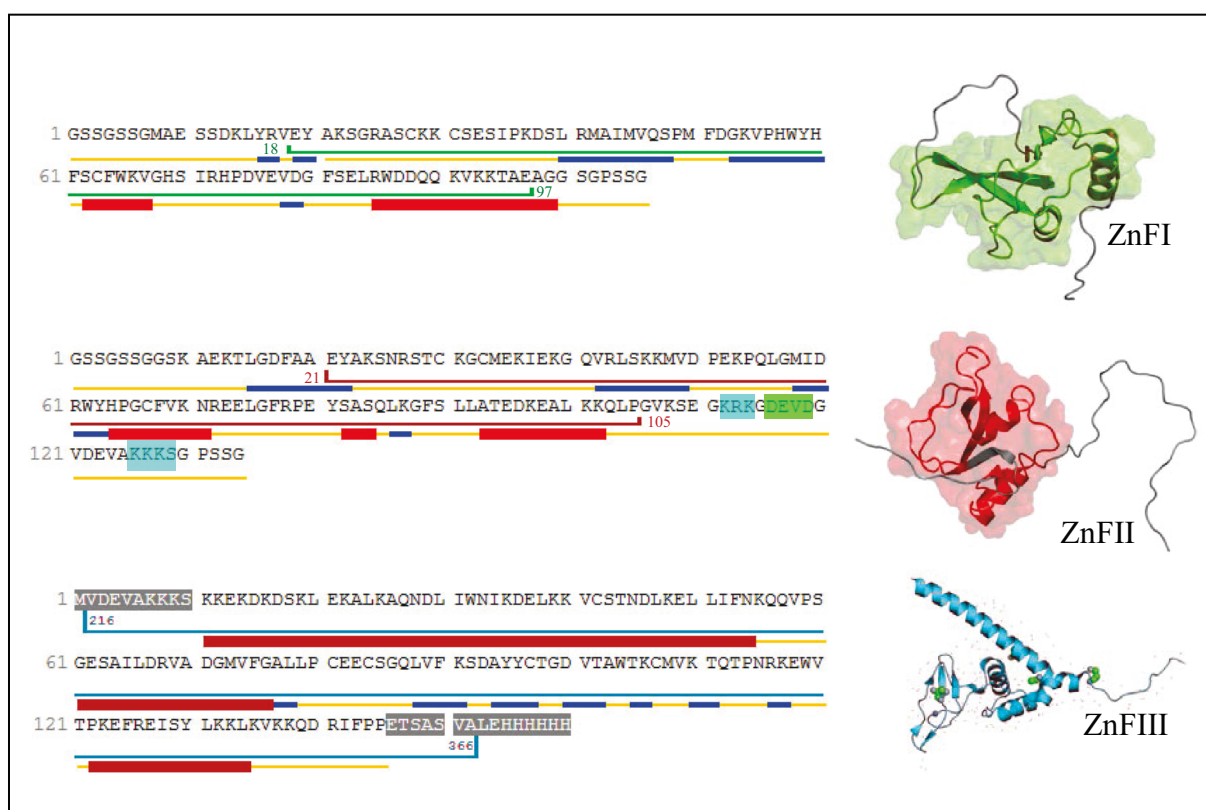 1 GSSGSSGMAE SSDKLYRVEY AKSGRASCKK CSESIPKDSL RMAIMVQSPM FDGKVPHWYH
18
61 FSCFWKVGHS IRHPDVEVDG FSELRWDDQQ KVKKTAEAGG SGPSSG
97
ZnFI
1 GSSGSSGGSK AEKTLGDFAA EYAKSNRSTC KGCMEKIEKG QVRLSKKMVD PEKPQLGMID
21
61 RWYHPGCFVK NREELGFRPE YSASQLKGFS LLATEDKEAL KKQLPGVKSE GKRKGDEVDG
105
121 VDEVAKKKSG PSSG
ZnFII
1 MVDEVAKKKS KKEKDKDSKL EKALKAQNDL IWNIKDELKK VCSTNDLKEL LIFNKQQVPS
216
61 GESAILDRVA DGMVFGALLP CEECSGQLVF KSDAYYCTGD VTAWTKCMVK TQTPNRKEWV
121 TPKEFREISY LKKLKVKKQD RIFPPETSAS VALEHHHHHH
366
ZnFIII